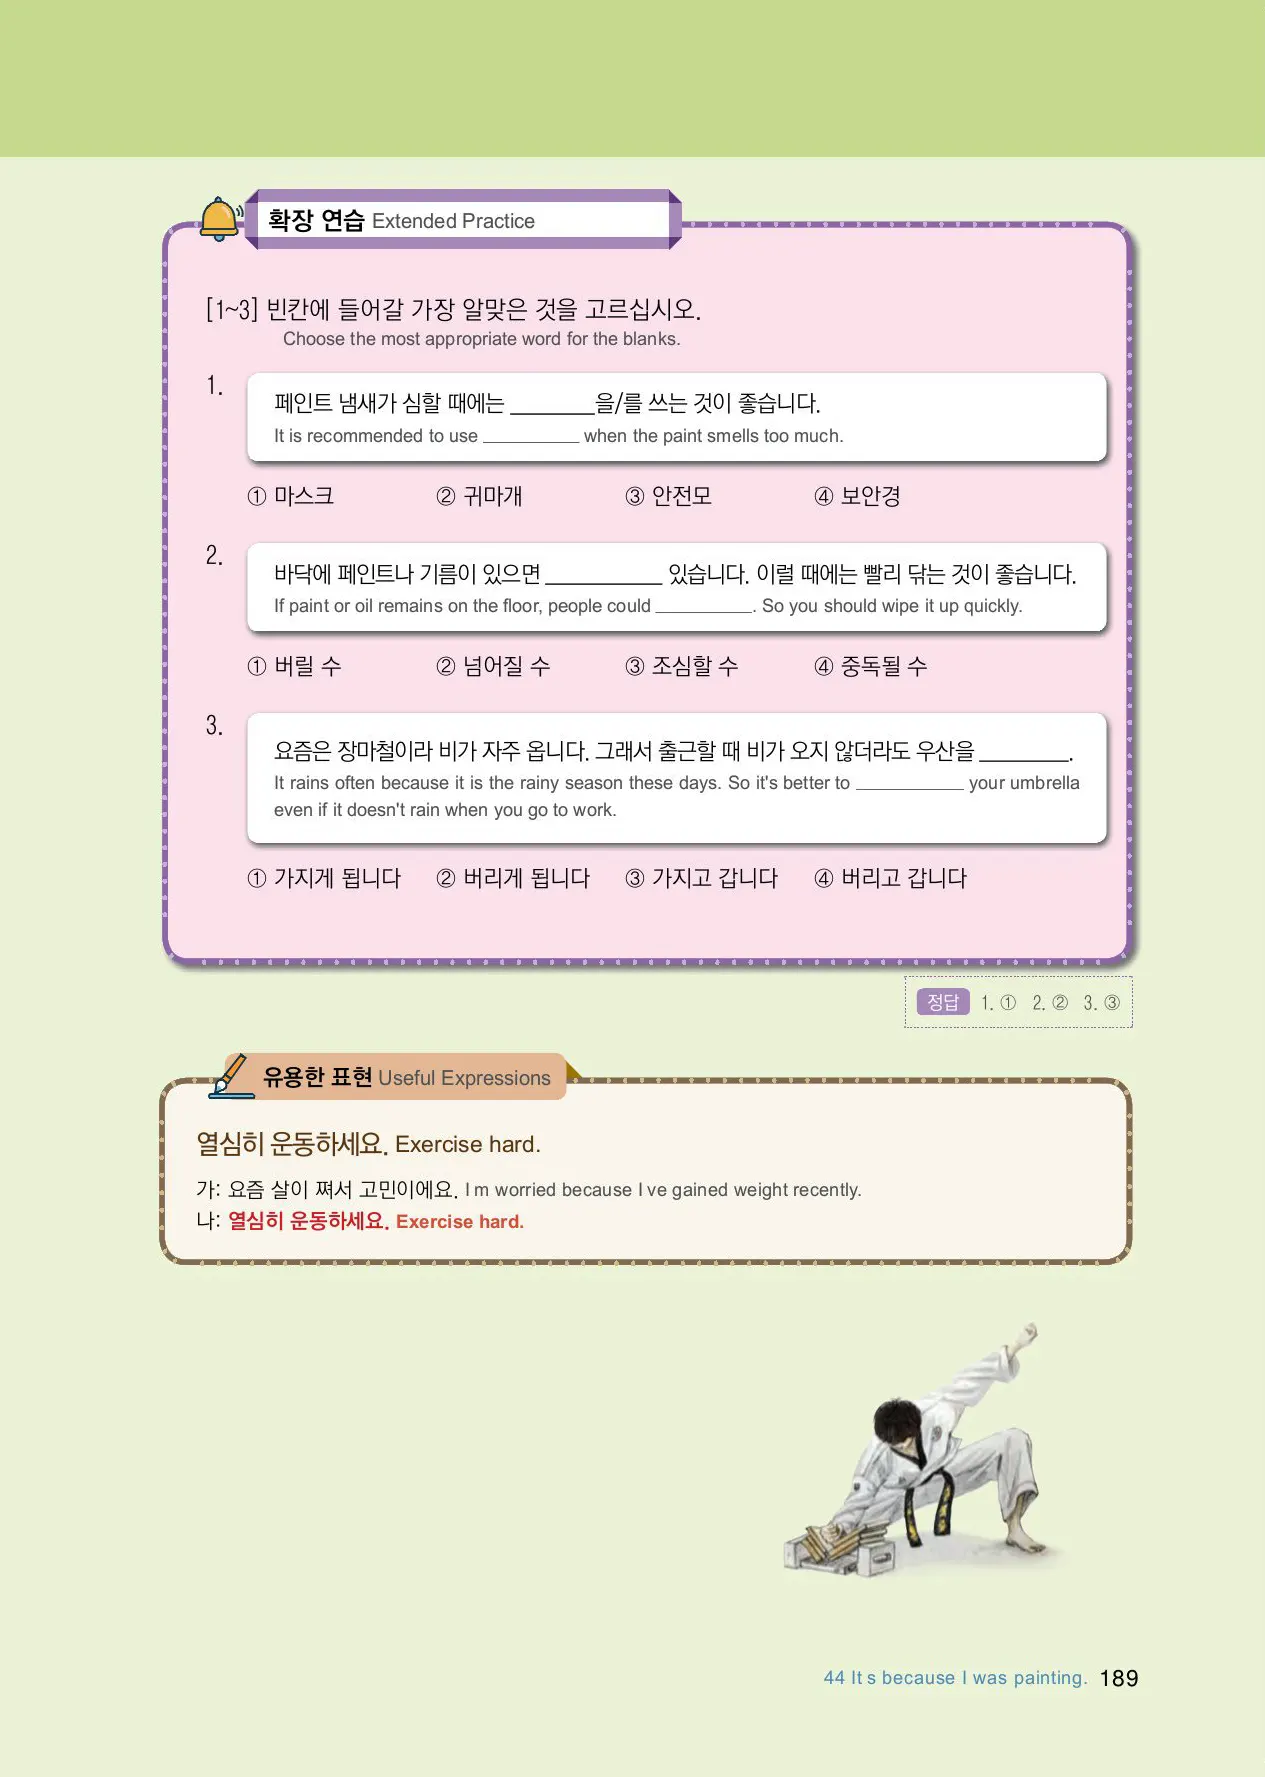 확장 연습 Extended Practice
[1~3] 빈칸에 들어갈 가장 알맞은 것을 고르십시오.
Choose the most appropriate word for the blanks.
1.
페인트 냄새가 심할 때에는 ________을/를 쓰는 것이 좋습니다.
It is recommended to use __________ when the paint smells too much.
① 마스크 ② 귀마개 ③ 안전모 ④ 보안경
2.
바닥에 페인트나 기름이 있으면 ___________ 있습니다. 이럴 때에는 빨리 닦는 것이 좋습니다.
If paint or oil remains on the floor, people could __________. So you should wipe it up quickly.
① 버릴 수 ② 넘어질 수 ③ 조심할 수 ④ 중독될 수
3.
요즘은 장마철이라 비가 자주 옵니다. 그래서 출근할 때 비가 오지 않더라도 우산을 ________.
It rains often because it is the rainy season these days. So it's better to ___________ your umbrella
even if it doesn't rain when you go to work.
① 가지게 됩니다 ② 버리게 됩니다 ③ 가지고 갑니다 ④ 버리고 갑니다
정답 1. ① 2. ② 3. ③
유용한 표현 Useful Expressions
열심히 운동하세요. Exercise hard.
가: 요즘 살이 쪄서 고민이에요. I m worried because I ve gained weight recently.
나: 열심히 운동하세요. Exercise hard.
44 It s because I was painting. 189